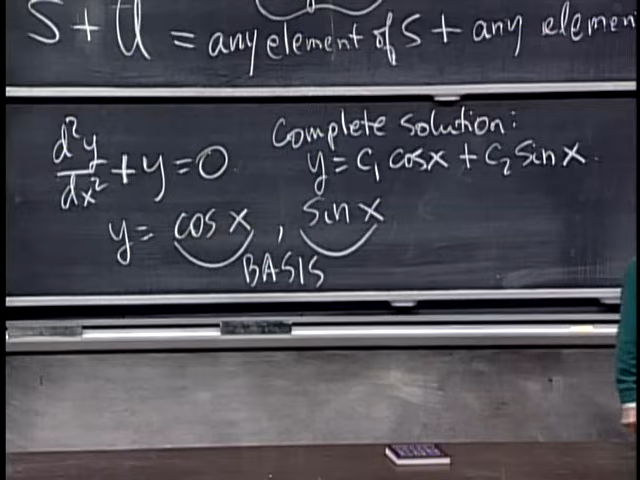 S + U = any element of S + any elemen
d²y/dx² + y = 0
Complete solution:
y = c₁ cos x + c₂ sin x.
y = cos x , sin x
BASIS